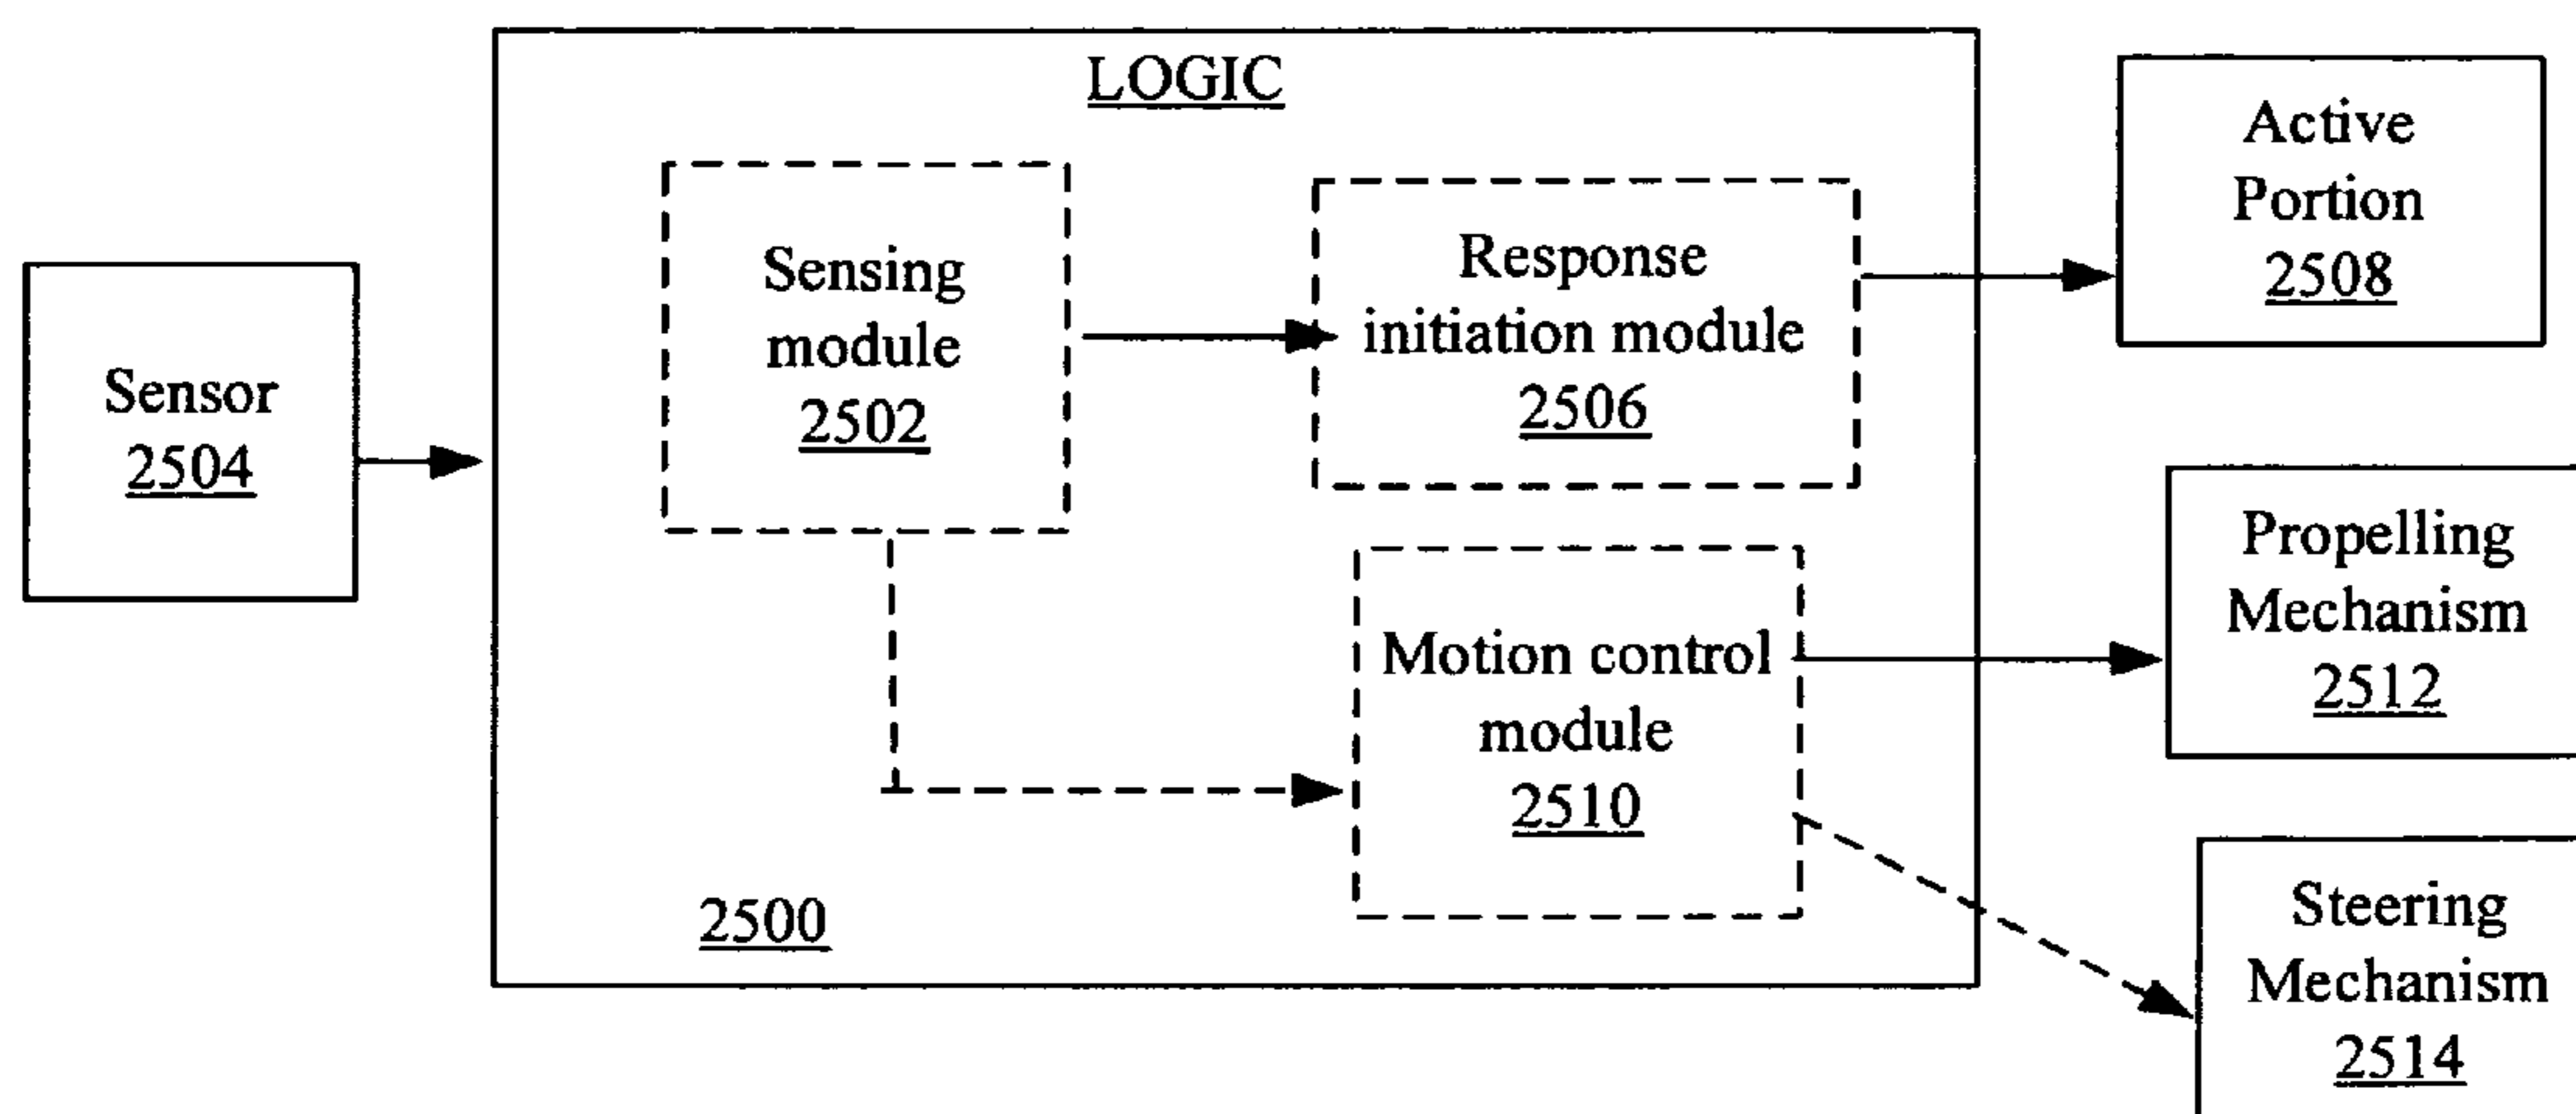 LOGIC
Sensor
2504
Sensing
module
2502
Response
initiation module
2506
Motion control
module
2510
2500
Active
Portion
2508
Propelling
Mechanism
2512
Steering
Mechanism
2514